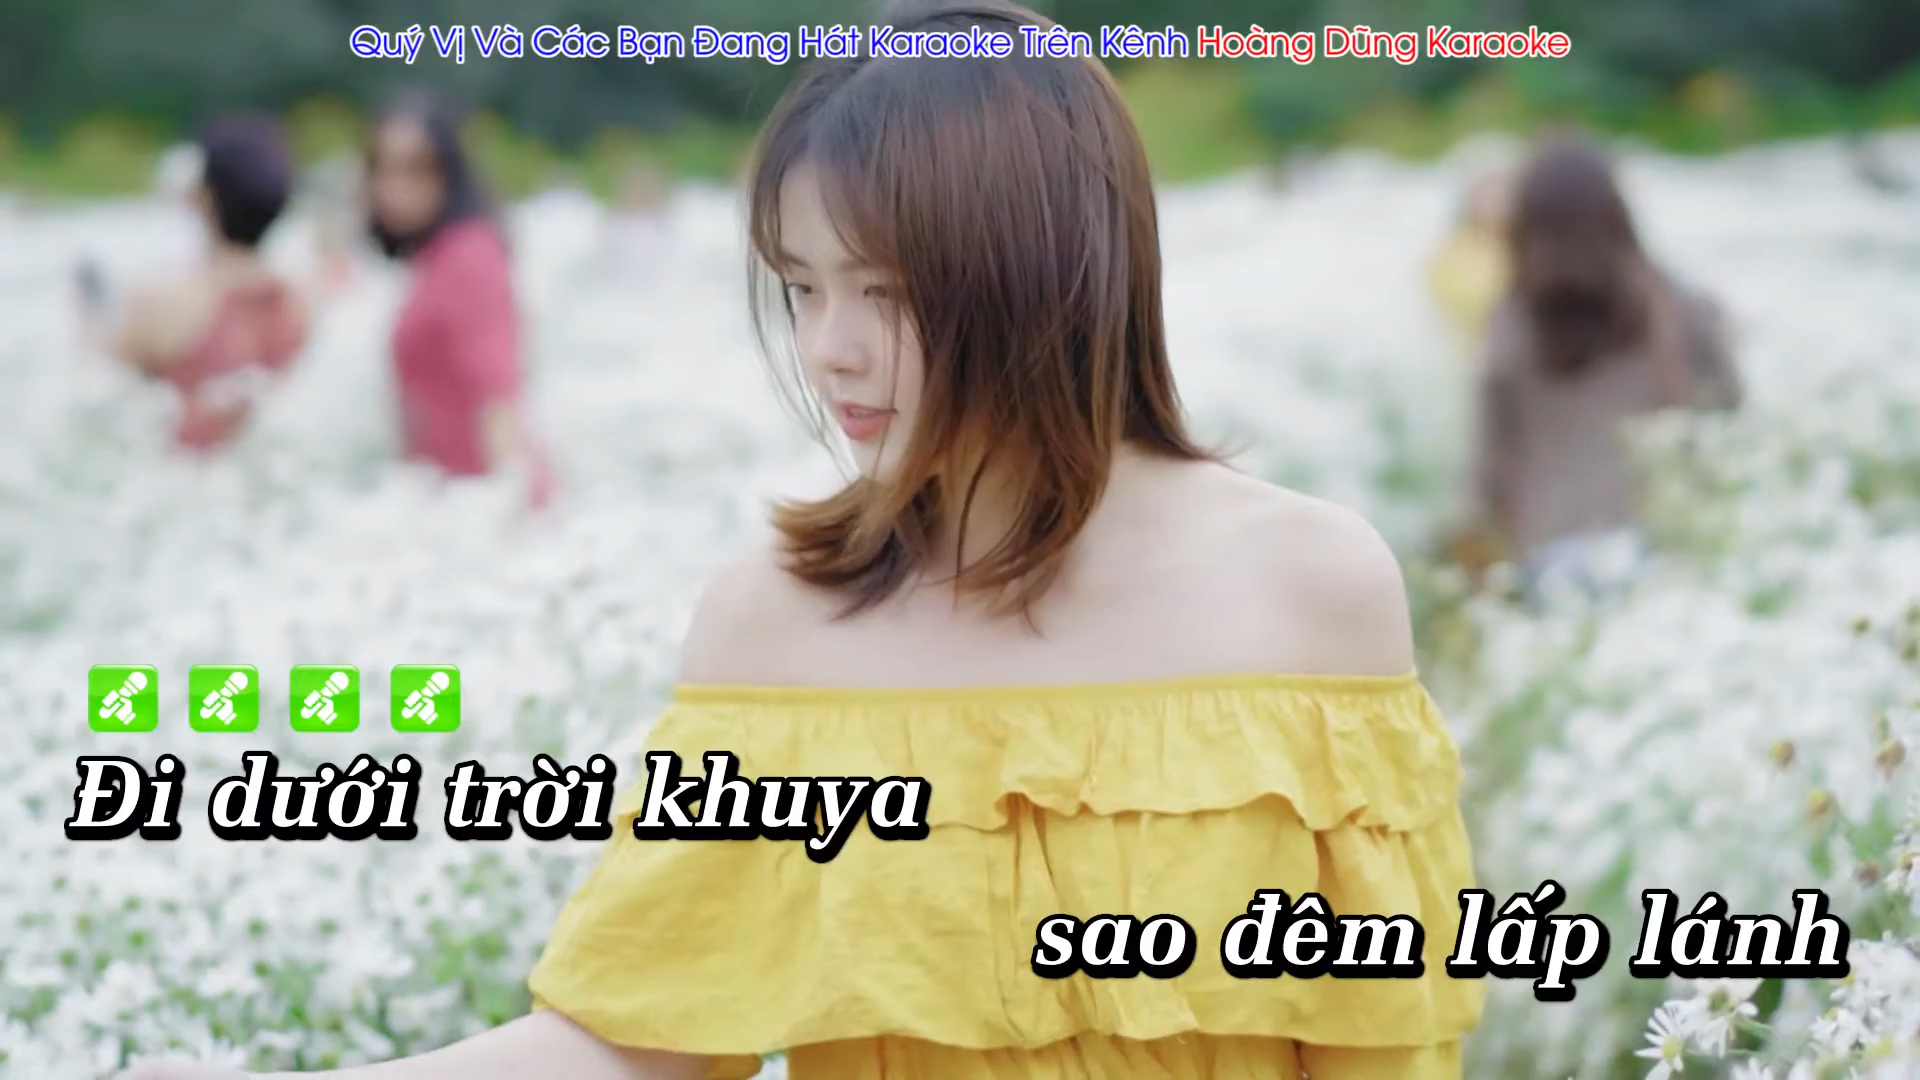 Quý Vị Và Các Bạn Đang Hát Karaoke Trên Kênh Hoàng Dũng Karaoke
Đi dưới trời khuya
sao đêm lấp lánh